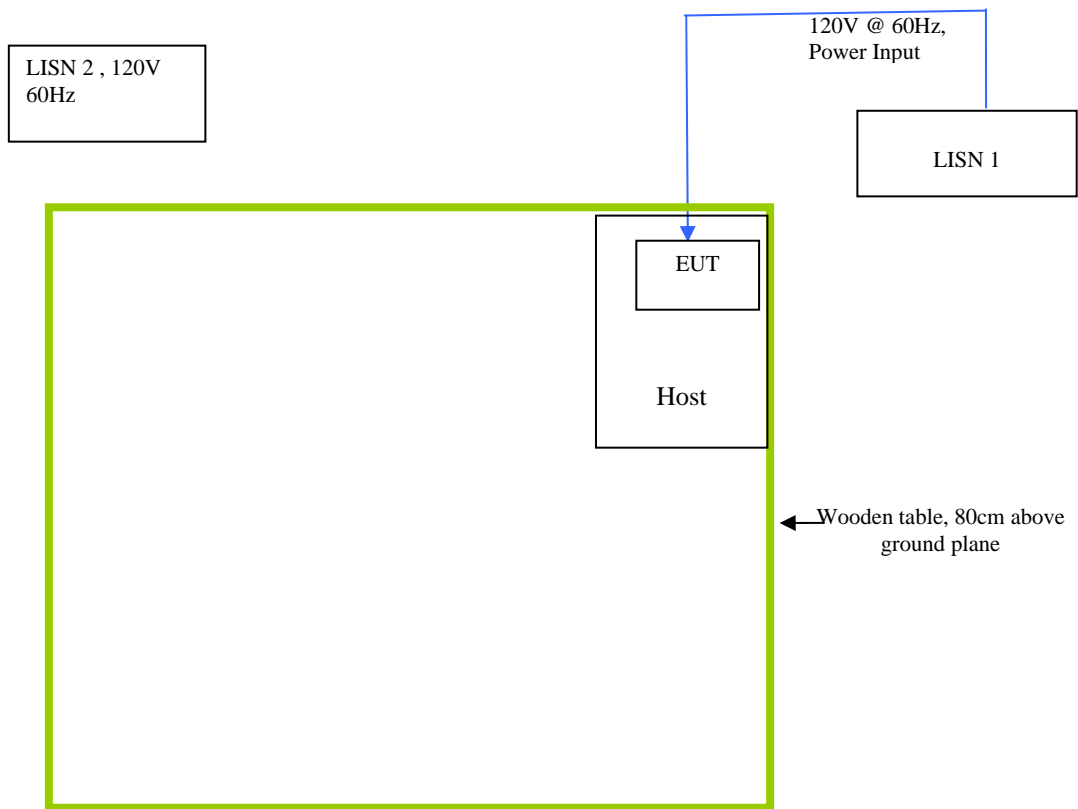 120V @ 60Hz,
Power Input
LISN 2 , 120V
60Hz
LISN 1
EUT
Host
Wooden table, 80cm above
ground plane